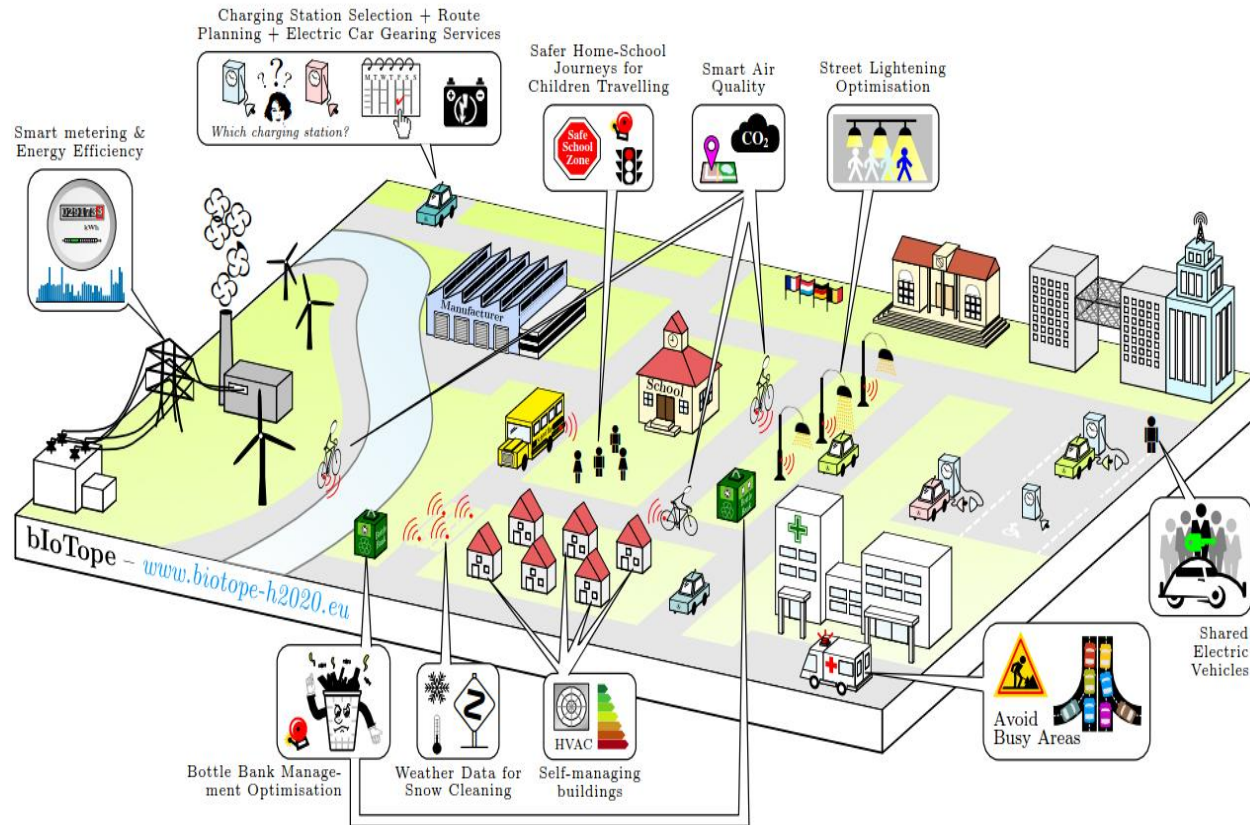 Charging Station Selection + Route
Planning + Electric Car Gearing Services
M T W T F S S
Which charging station?
Safer Home-School
Journeys for
Children Travelling
Safe
School
Zone
Smart Air
Quality
CO2
Street Lightening
Optimisation
Smart metering &
Energy Efficiency
kWh
Manufacturer
School
bIoTope – www.biotope-h2020.eu
Shared
Electric
Vehicles
Avoid
Busy Areas
HVAC
Bottle Bank Manage-
ment Optimisation
Weather Data for
Snow Cleaning
Self-managing
buildings